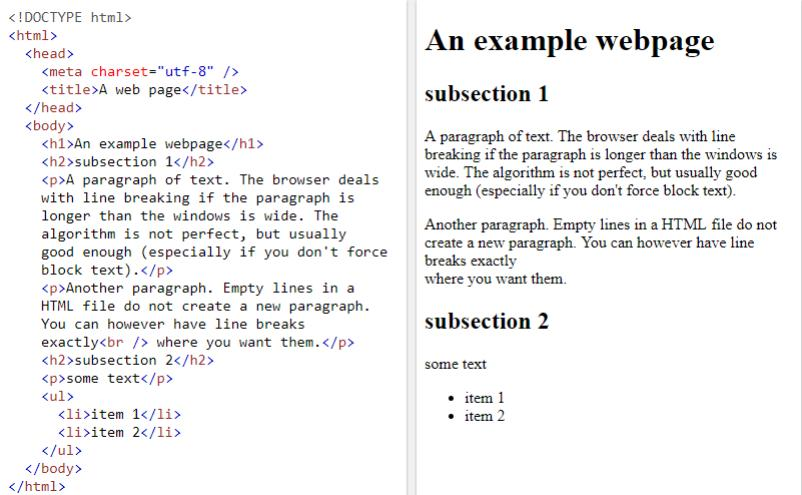 <!DOCTYPE html>
<html>
  <head>
    <meta charset="utf-8" />
    <title>A web page</title>
  </head>
  <body>
    <h1>An example webpage</h1>
    <h2>subsection 1</h2>
    <p>A paragraph of text. The browser deals
    with line breaking if the paragraph is
    longer than the windows is wide. The
    algorithm is not perfect, but usually
    good enough (especially if you don't force
    block text).</p>
    <p>Another paragraph. Empty lines in a
    HTML file do not create a new paragraph.
    You can however have line breaks
    exactly<br /> where you want them.</p>
    <h2>subsection 2</h2>
    <p>some text</p>
    <ul>
      <li>item 1</li>
      <li>item 2</li>
    </ul>
  </body>
</html>
An example webpage
subsection 1
A paragraph of text. The browser deals with line
breaking if the paragraph is longer than the windows is
wide. The algorithm is not perfect, but usually good
enough (especially if you don't force block text).
Another paragraph. Empty lines in a HTML file do not
create a new paragraph. You can however have line
breaks exactly
where you want them.
subsection 2
some text
• item 1
• item 2